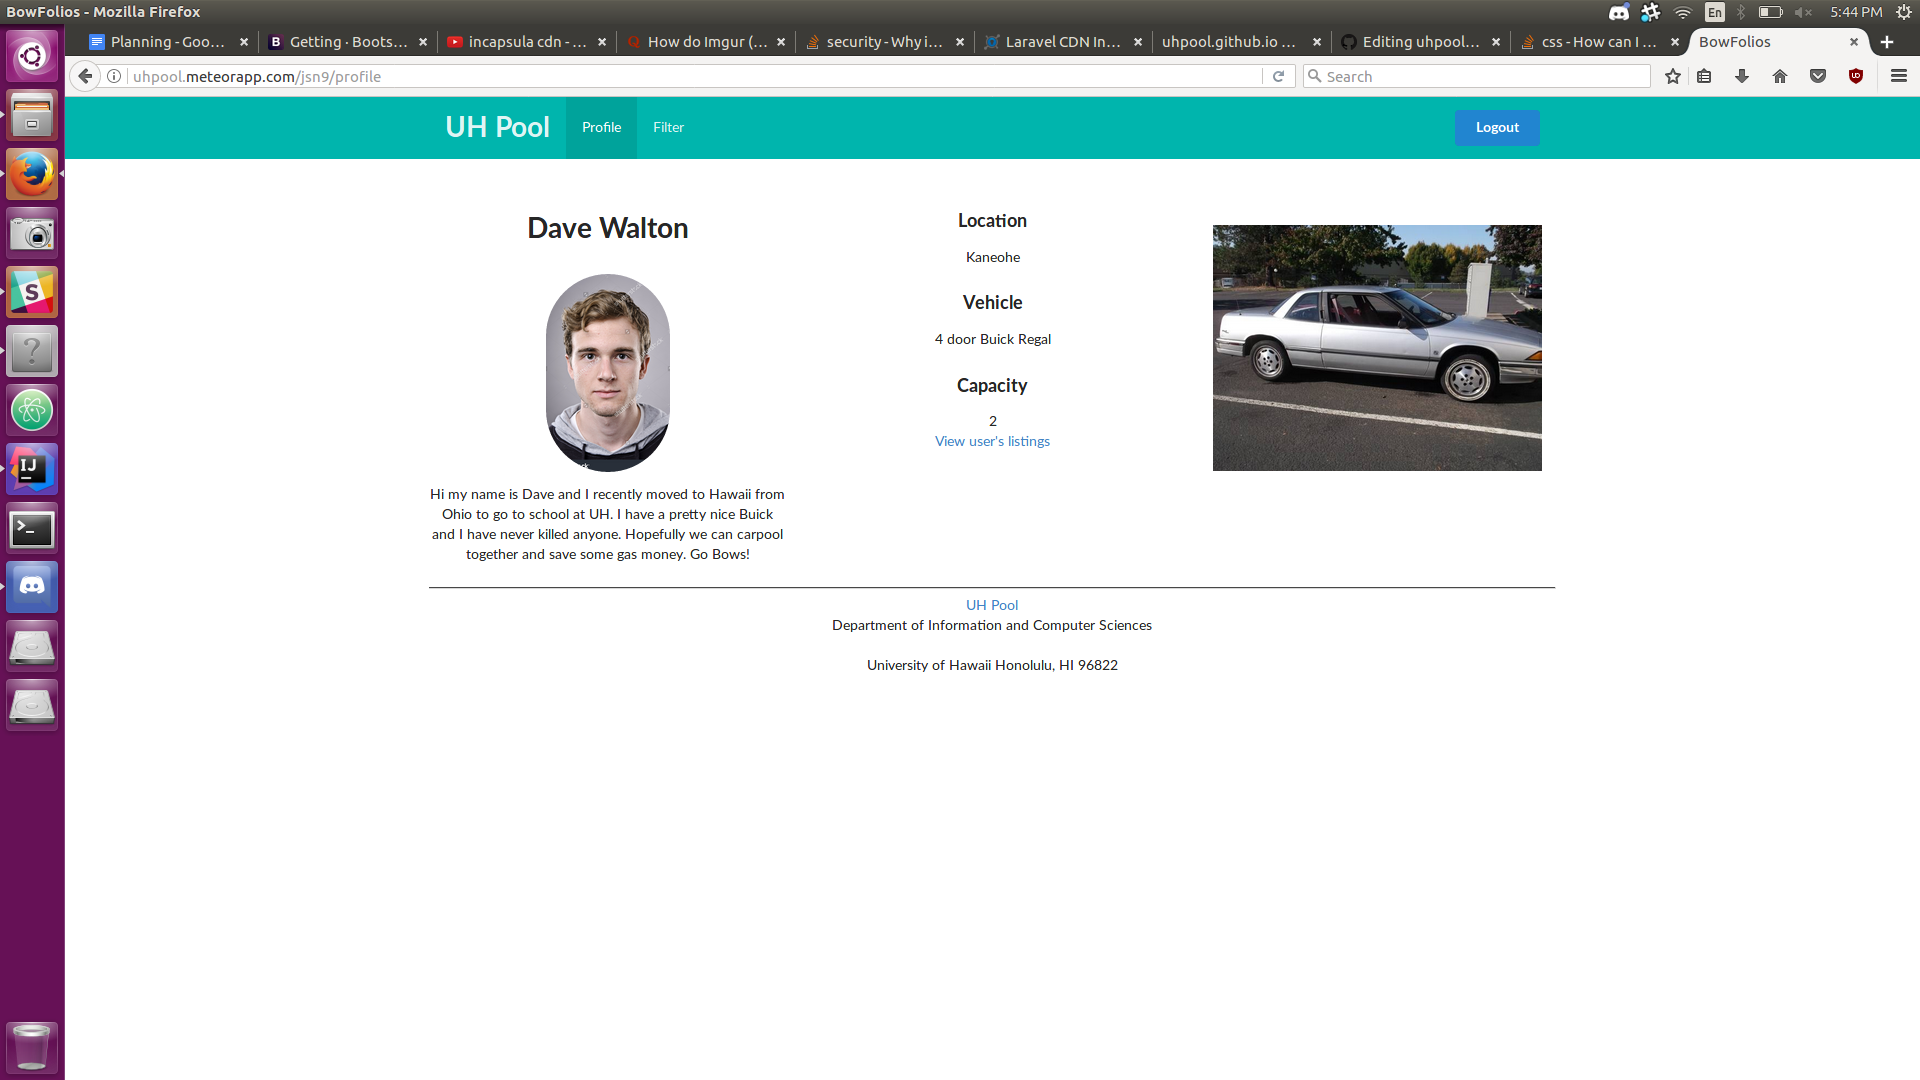 BowFolios - Mozilla Firefox
En
5:44 PM
Planning - Goo...
Getting · Boots...
incapsula cdn - ...
How do Imgur (...
security - Why i...
Laravel CDN In...
uhpool.github.io ...
Editing uhpool...
css - How can I ...
BowFolios
uhpool.meteorapp.com/jsn9/profile
Search
UH Pool
Profile
Filter
Logout
Dave Walton
Hi my name is Dave and I recently moved to Hawaii from
Ohio to go to school at UH. I have a pretty nice Buick
and I have never killed anyone. Hopefully we can carpool
together and save some gas money. Go Bows!
Location
Kaneohe
Vehicle
4 door Buick Regal
Capacity
2
View user's listings
UH Pool
Department of Information and Computer Sciences
University of Hawaii Honolulu, HI 96822